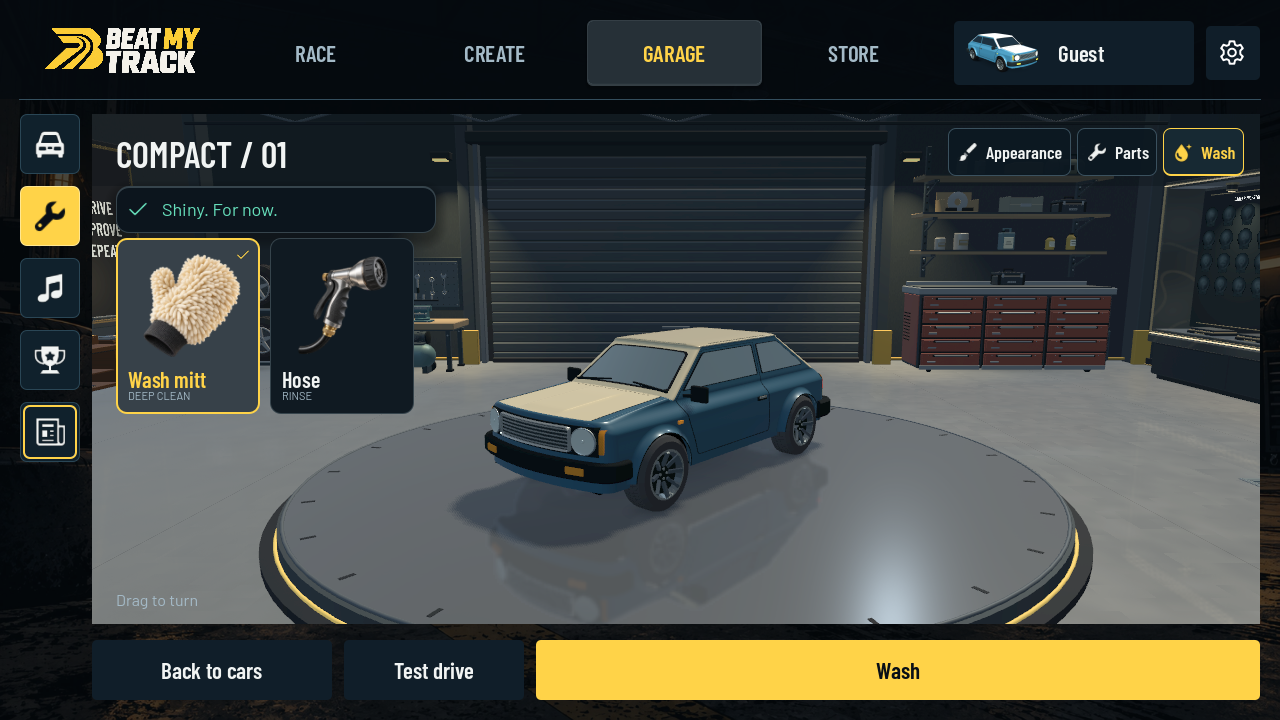 BEAT MY
TRACK
RACE
CREATE
GARAGE
STORE
Guest
COMPACT / 01
Appearance
Parts
Wash
Shiny. For now.
Wash mitt
DEEP CLEAN
Hose
RINSE
Drag to turn
Back to cars
Test drive
Wash